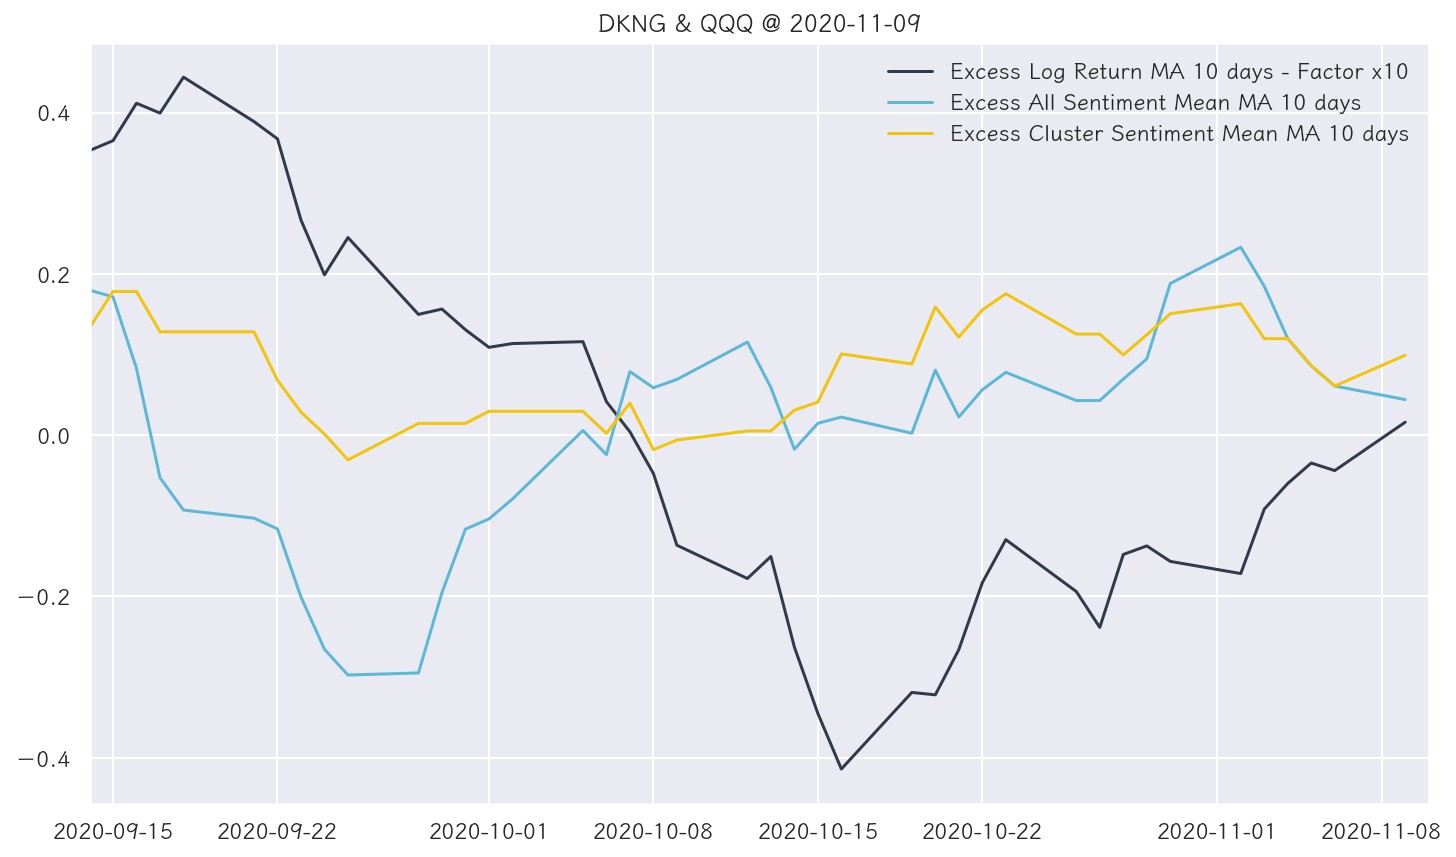 DKNG & QQQ @ 2020-11-09
Excess Log Return MA 10 days - Factor x10
Excess All Sentiment Mean MA 10 days
Excess Cluster Sentiment Mean MA 10 days
0.4
0.2
0.0
−0.2
−0.4
2020-09-15 2020-09-22 2020-10-01 2020-10-08 2020-10-15 2020-10-22 2020-11-01 2020-11-08